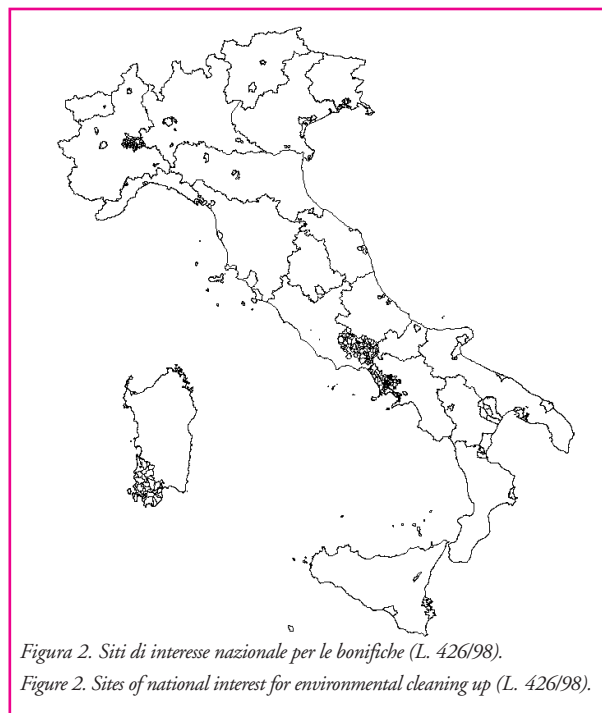 Figura 2. Siti di interesse nazionale per le bonifiche (L. 426/98).
Figure 2. Sites of national interest for environmental cleaning up (L. 426/98).